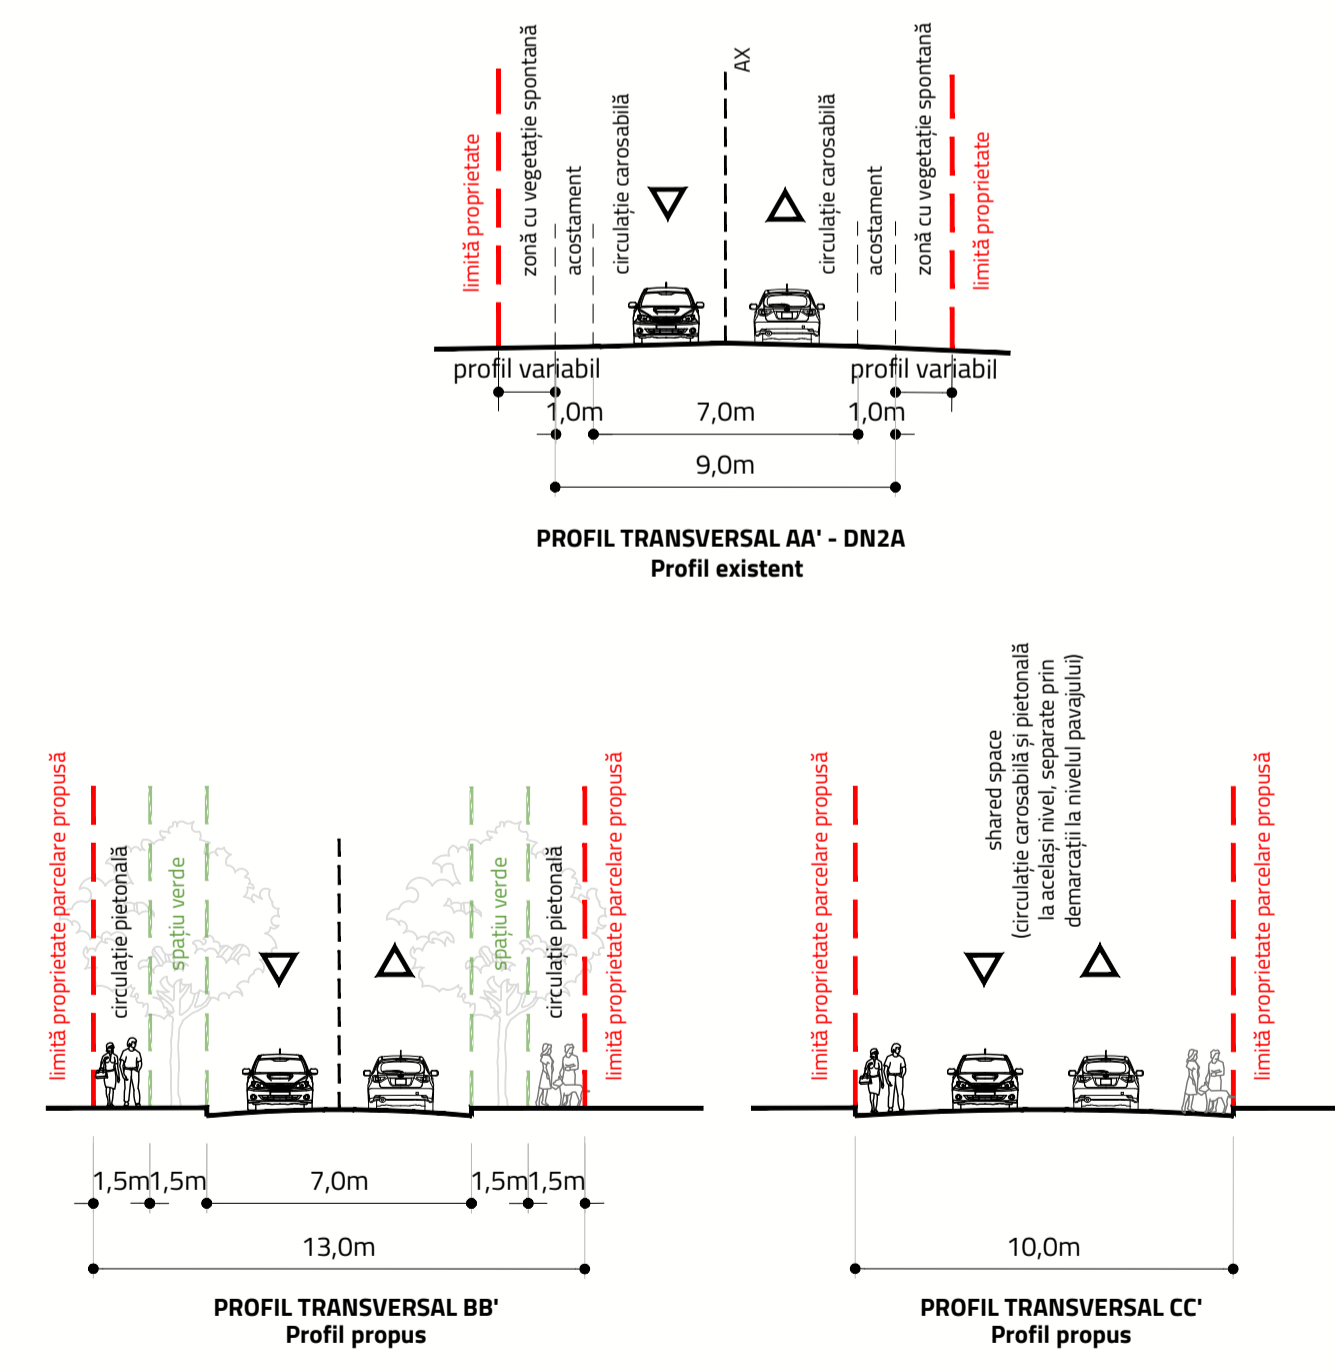 limită proprietate
zonă cu vegetație spontană
acostament
circulație carosabilă
AX
circulație carosabilă
acostament
zonă cu vegetație spontană
limită proprietate
profil variabil
profil variabil
1,0m
7,0m
1,0m
9,0m
PROFIL TRANSVERSAL AA' - DN2A
Profil existent
limită proprietate parcelare propusă
circulație pietonală
spațiu verde
spațiu verde
circulație pietonală
limită proprietate parcelare propusă
1,5m
1,5m
7,0m
1,5m
1,5m
13,0m
PROFIL TRANSVERSAL BB'
Profil propus
limită proprietate parcelare propusă
shared space
(circulație carosabilă și pietonală
la același nivel, separate prin
demarcații la nivelul pavajului)
limită proprietate parcelare propusă
10,0m
PROFIL TRANSVERSAL CC'
Profil propus